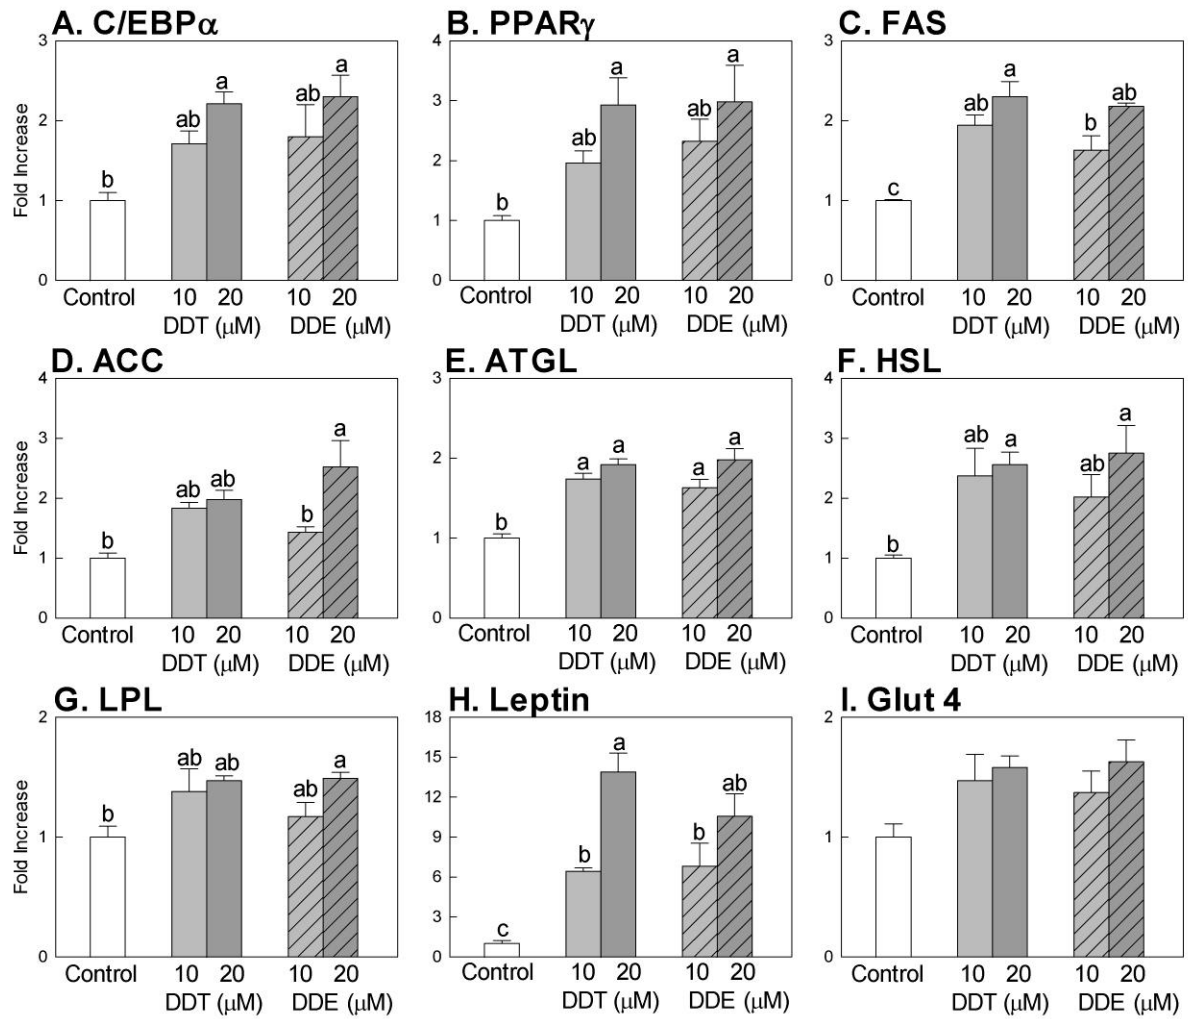 A. C/EBPα
B. PPARγ
C. FAS
3
2
1
0
Fold Increase
b
ab
a
ab
a
Control
10
20
10
20
DDT (μM)
DDE (μM)
4
3
2
1
0
b
ab
a
ab
a
Control
10
20
10
20
DDT (μM)
DDE (μM)
3
2
1
0
c
ab
a
b
ab
Control
10
20
10
20
DDT (μM)
DDE (μM)
D. ACC
E. ATGL
F. HSL
4
3
2
1
0
Fold Increase
b
ab
ab
b
a
Control
10
20
10
20
DDT (μM)
DDE (μM)
3
2
1
0
b
a
a
a
a
Control
10
20
10
20
DDT (μM)
DDE (μM)
4
3
2
1
0
b
ab
a
ab
a
Control
10
20
10
20
DDT (μM)
DDE (μM)
G. LPL
H. Leptin
I. Glut 4
2
1
0
Fold Increase
b
ab
ab
ab
a
Control
10
20
10
20
DDT (μM)
DDE (μM)
18
15
12
9
6
3
0
c
b
a
b
ab
Control
10
20
10
20
DDT (μM)
DDE (μM)
2
1
0
Control
10
20
10
20
DDT (μM)
DDE (μM)